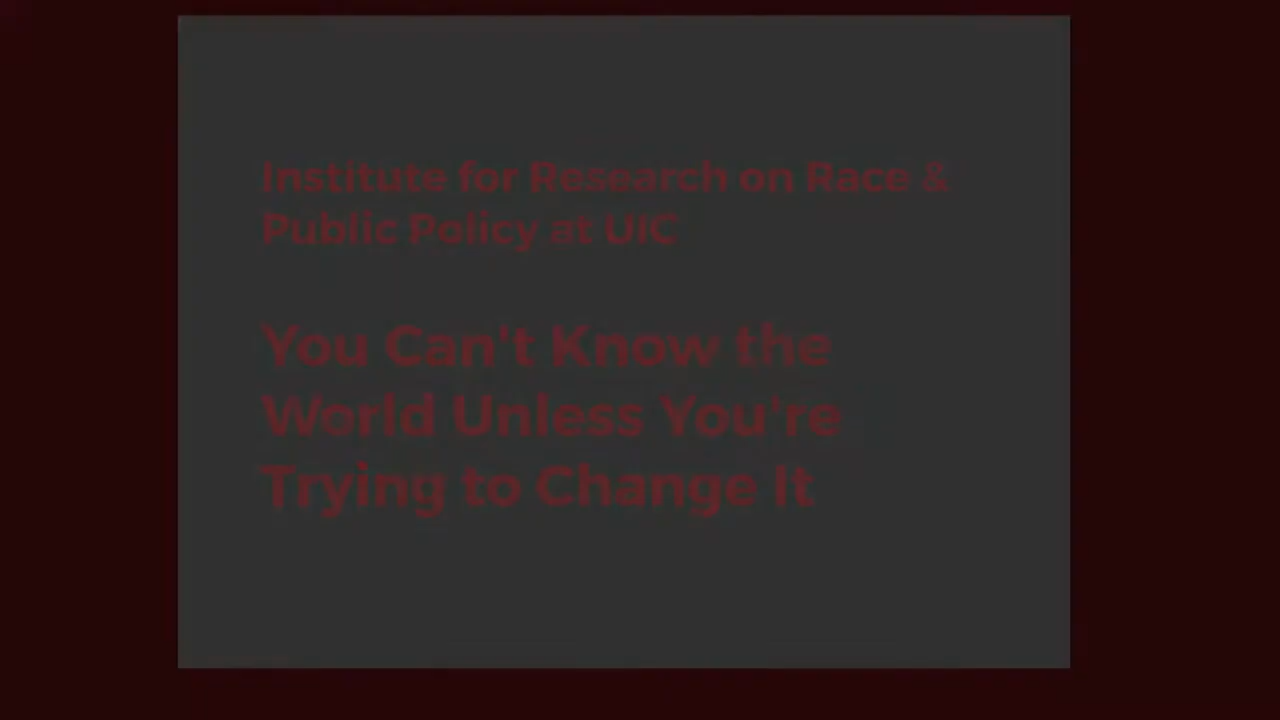 Institute for Research on Race &
Public Policy at UIC
You Can't Know the
World Unless You're
Trying to Change It